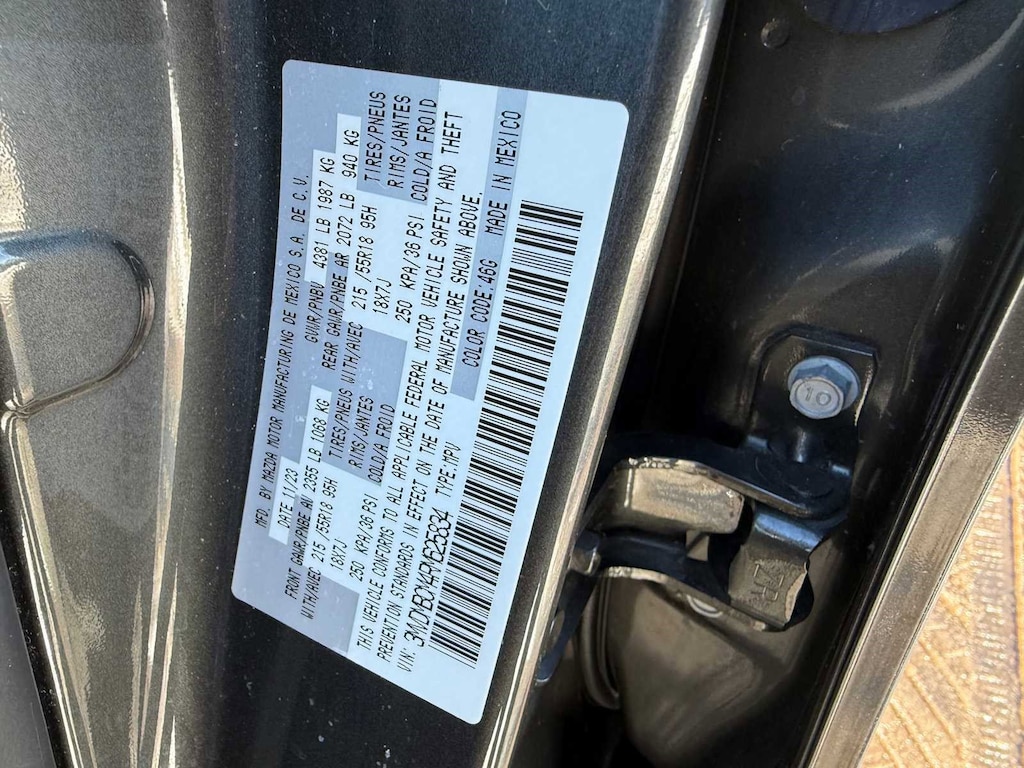 MFD. BY MAZDA MOTOR MANUFACTURING DE MEXICO S.A. DE C.V.
DATE 11/23 GVWR/PNBV 4381 LB 1987 KG
FRONT GAWR/PNBE AV 2355 LB 1068 KG REAR GAWR/PNBE AR 2072 LB 940 KG
WITH/AVEC 215/55R18 95H TIRES/PNEUS WITH/AVEC 215/55R18 95H TIRES/PNEUS
18X7J RIMS/JANTES 18X7J RIMS/JANTES
250 KPA/36 PSI COLD/A FROID 250 KPA/36 PSI COLD/A FROID
THIS VEHICLE CONFORMS TO ALL APPLICABLE FEDERAL MOTOR VEHICLE SAFETY AND THEFT
PREVENTION STANDARDS IN EFFECT ON THE DATE OF MANUFACTURE SHOWN ABOVE.
VIN: 3MVDMBCM4RM625834 TYPE:MPV COLOR CODE:46G MADE IN MEXICO
10